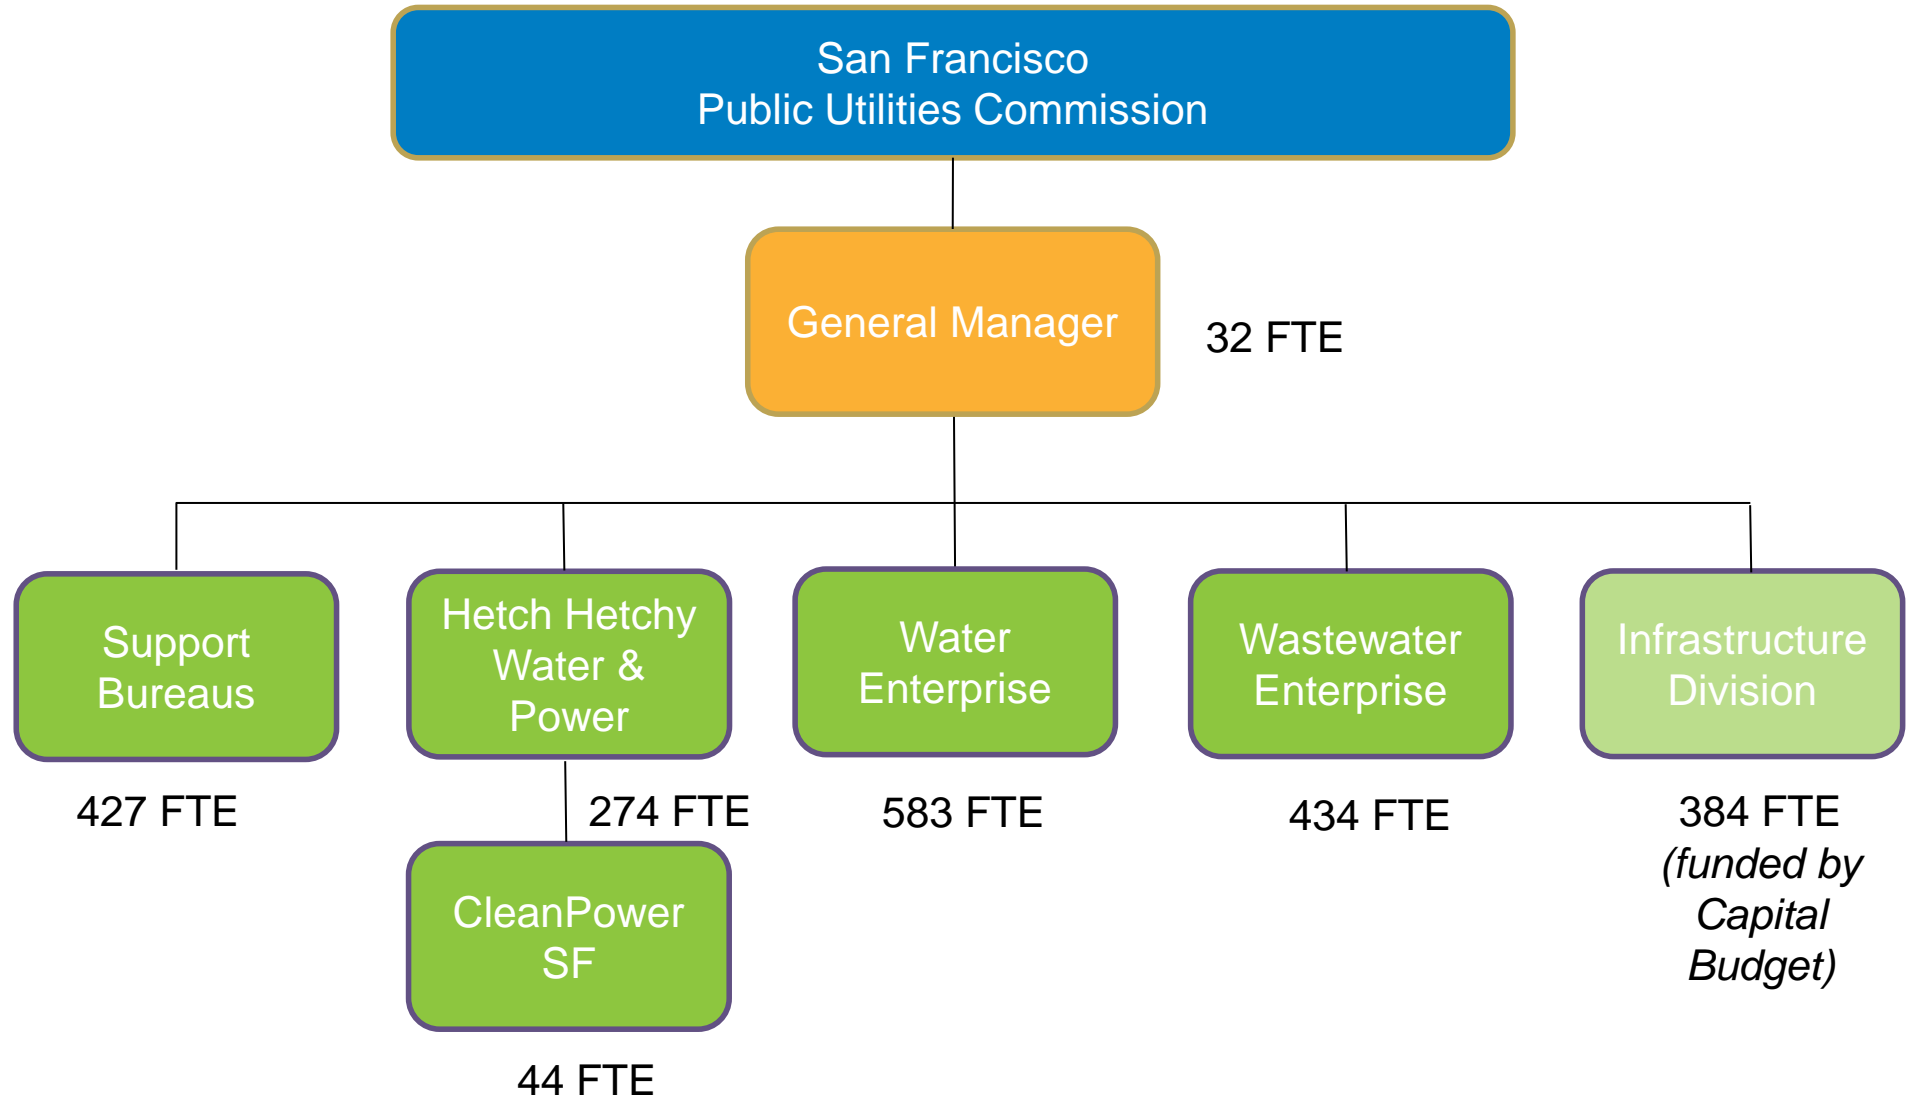 San Francisco
Public Utilities Commission
General Manager
32 FTE
Support
Bureaus
427 FTE
Hetch Hetchy
Water &
Power
274 FTE
CleanPower
SF
44 FTE
Water
Enterprise
583 FTE
Wastewater
Enterprise
434 FTE
Infrastructure
Division
384 FTE
(funded by
Capital
Budget)